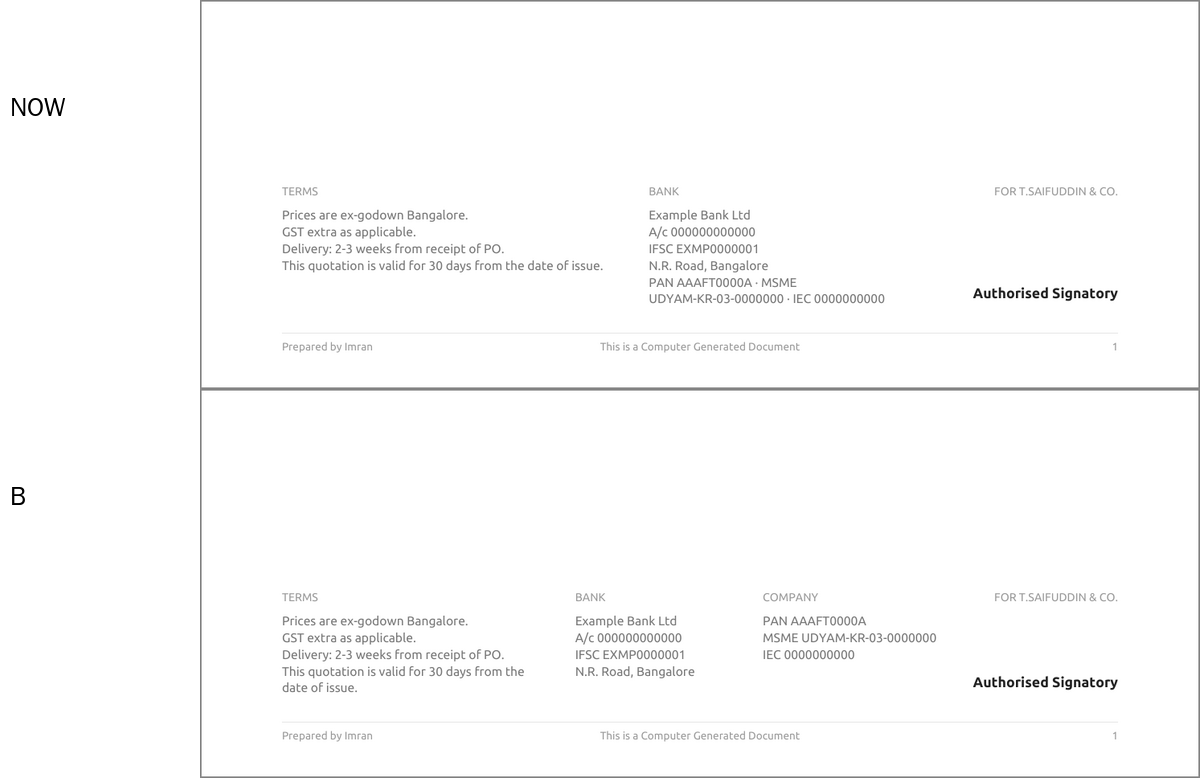 NOW
TERMS
Prices are ex-godown Bangalore.
GST extra as applicable.
Delivery: 2-3 weeks from receipt of PO.
This quotation is valid for 30 days from the date of issue.
BANK
Example Bank Ltd
A/c 000000000000
IFSC EXMP0000001
N.R. Road, Bangalore
PAN AAAFT0000A · MSME
UDYAM-KR-03-0000000 · IEC 0000000000
FOR T.SAIFUDDIN & CO.
Authorised Signatory
Prepared by Imran
This is a Computer Generated Document
1
B
TERMS
Prices are ex-godown Bangalore.
GST extra as applicable.
Delivery: 2-3 weeks from receipt of PO.
This quotation is valid for 30 days from the
date of issue.
BANK
Example Bank Ltd
A/c 000000000000
IFSC EXMP0000001
N.R. Road, Bangalore
COMPANY
PAN AAAFT0000A
MSME UDYAM-KR-03-0000000
IEC 0000000000
FOR T.SAIFUDDIN & CO.
Authorised Signatory
Prepared by Imran
This is a Computer Generated Document
1